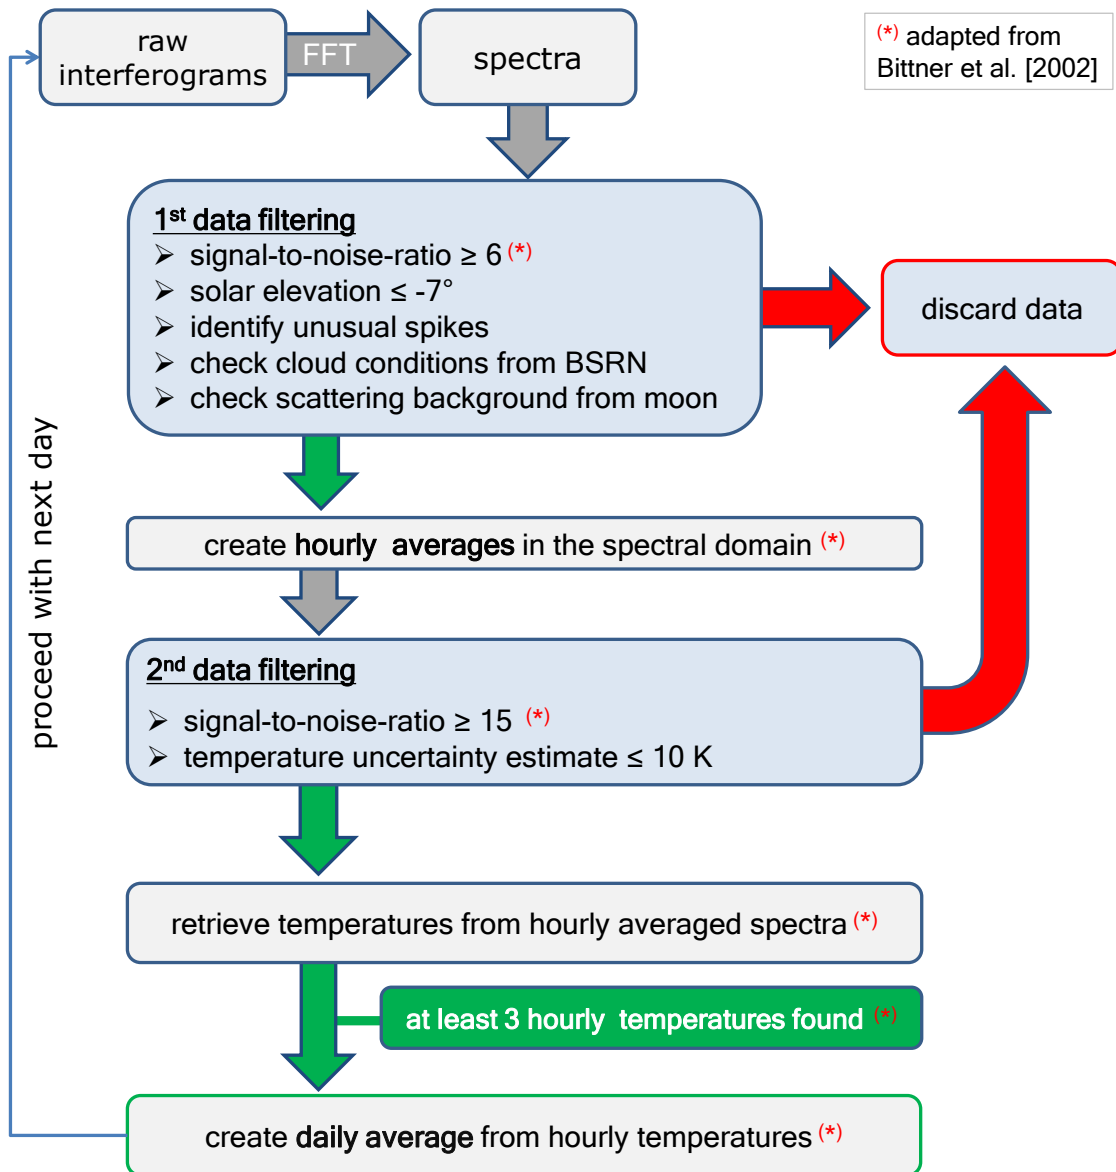 raw
interferograms
FFT
spectra
(*) adapted from
Bittner et al. [2002]
1st data filtering
➢ signal-to-noise-ratio ≥ 6 (*)
➢ solar elevation ≤ -7°
➢ identify unusual spikes
➢ check cloud conditions from BSRN
➢ check scattering background from moon
discard data
proceed with next day
create hourly averages in the spectral domain (*)
2nd data filtering
➢ signal-to-noise-ratio ≥ 15 (*)
➢ temperature uncertainty estimate ≤ 10 K
retrieve temperatures from hourly averaged spectra (*)
at least 3 hourly temperatures found (*)
create daily average from hourly temperatures (*)